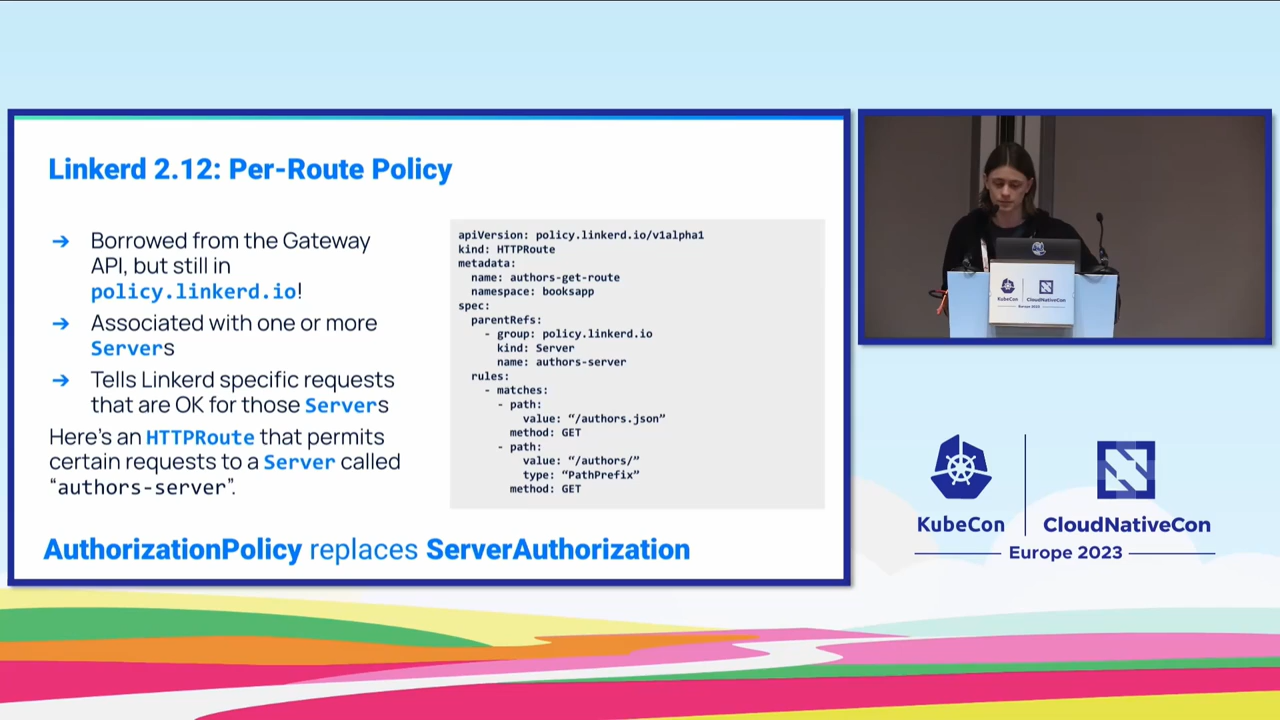 Linkerd 2.12: Per-Route Policy
➔ Borrowed from the Gateway
API, but still in
policy.linkerd.io!
➔ Associated with one or more
Servers
➔ Tells Linkerd specific requests
that are OK for those Servers
Here's an HTTPRoute that permits
certain requests to a Server called
“authors-server”.
apiVersion: policy.linkerd.io/v1alpha1
kind: HTTPRoute
metadata:
  name: authors-get-route
  namespace: booksapp
spec:
  parentRefs:
    - group: policy.linkerd.io
      kind: Server
      name: authors-server
  rules:
    - matches:
      - path:
          value: “/authors.json”
        method: GET
      - path:
          value: “/authors/”
          type: “PathPrefix”
        method: GET
AuthorizationPolicy replaces ServerAuthorization
KubeCon
CloudNativeCon
Europe 2023
KubeCon
CloudNativeCon
Europe 2023